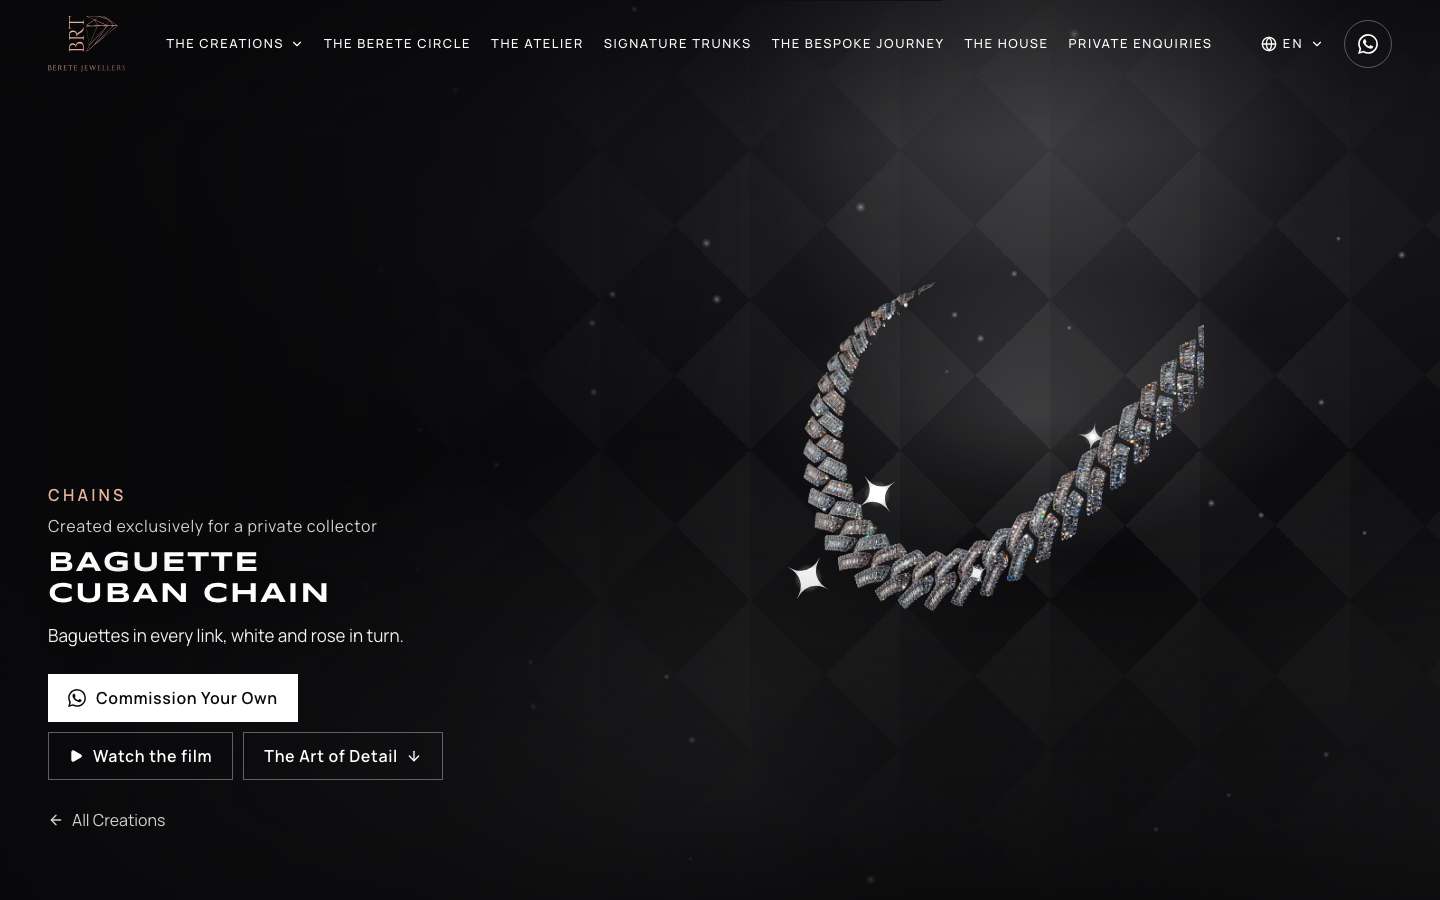 BRT
BERETE JEWELLERS
THE CREATIONS
THE BERETE CIRCLE
THE ATELIER
SIGNATURE TRUNKS
THE BESPOKE JOURNEY
THE HOUSE
PRIVATE ENQUIRIES
EN
CHAINS
Created exclusively for a private collector
BAGUETTE
CUBAN CHAIN
Baguettes in every link, white and rose in turn.
Commission Your Own
Watch the film
The Art of Detail
All Creations